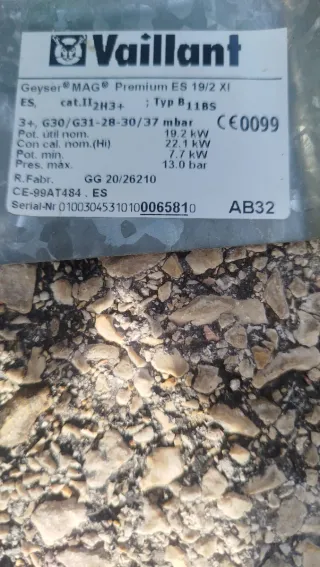 Vaillant
Geyser® MAG® Premium ES 19/2 XI
ES, cat.II2H3+ ; Typ B11BS
3+, G30/G31-28-30/37 mbar CE0099
Pot. útil nom. 19.2 kW
Con cal. nom.(Hi) 22.1 kW
Pot. min. 7.7 kW
Pres. máx. 13.0 bar
R.Fabr. GG 20/26210
CE-99AT484 . ES
Serial-Nr 01003045310100065810 AB32